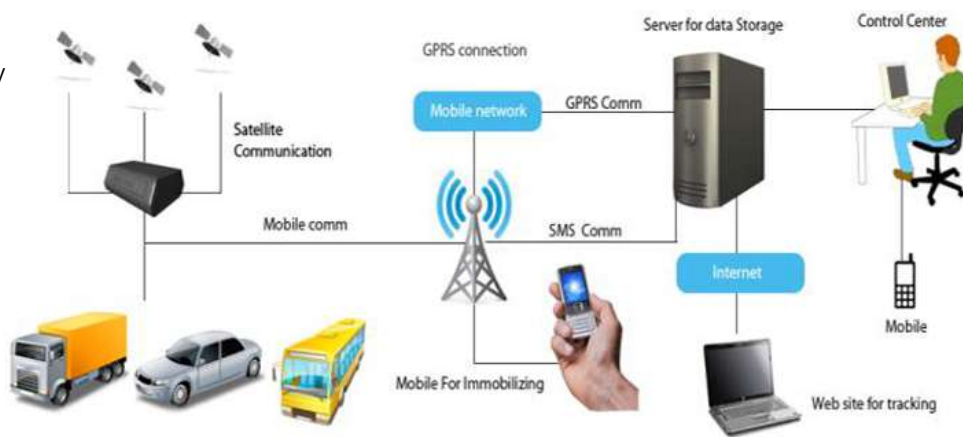 Server for data Storage
Control Center
GPRS connection
/
Mobile network
GPRS Comm
Satellite
Communication
Mobile comm
SMS Comm
Internet
Mobile
Mobile For Immobilizing
Web site for tracking